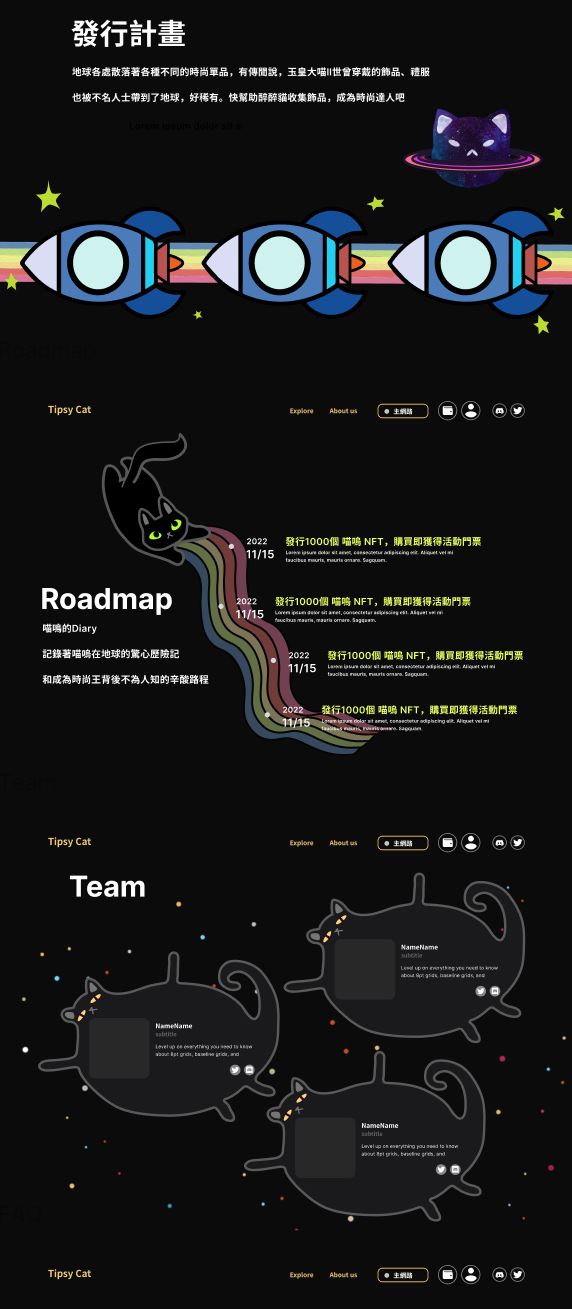 發行計畫
地球各處散落著各種不同的時尚單品，有傳聞說，玉皇大喵II世曾穿戴的飾品、禮服
也被不名人士帶到了地球，好稀有。快幫助醉醉貓收集飾品，成為時尚達人吧
Lorem ipsum dolor sit a
Roadmap
Tipsy Cat
Explore
About us
主網路
2022
11/15
發行1000個 喵嗚 NFT，購買即獲得活動門票
Lorem ipsum dolor sit amet, consectetur adipiscing elit. Aliquet vel mi
faucibus mauris, mauris ornare. Sagquam.
2022
11/15
發行1000個 喵嗚 NFT，購買即獲得活動門票
Lorem ipsum dolor sit amet, consectetur adipiscing elit. Aliquet vel mi
faucibus mauris, mauris ornare. Sagquam.
Roadmap
喵嗚的Diary
記錄著喵嗚在地球的驚心歷險記
和成為時尚王背後不為人知的辛酸路程
2022
11/15
發行1000個 喵嗚 NFT，購買即獲得活動門票
Lorem ipsum dolor sit amet, consectetur adipiscing elit. Aliquet vel mi
faucibus mauris, mauris ornare. Sagquam.
2022
11/15
發行1000個 喵嗚 NFT，購買即獲得活動門票
Lorem ipsum dolor sit amet, consectetur adipiscing elit. Aliquet vel mi
faucibus mauris, mauris ornare. Sagquam.
Team
Tipsy Cat
Explore
About us
主網路
Team
NameName
subtitle
Level up on everything you need to know
about 8pt grids, baseline grids, and
NameName
subtitle
Level up on everything you need to know
about 8pt grids, baseline grids, and
NameName
subtitle
Level up on everything you need to know
about 8pt grids, baseline grids, and
FAQ
Tipsy Cat
Explore
About us
主網路